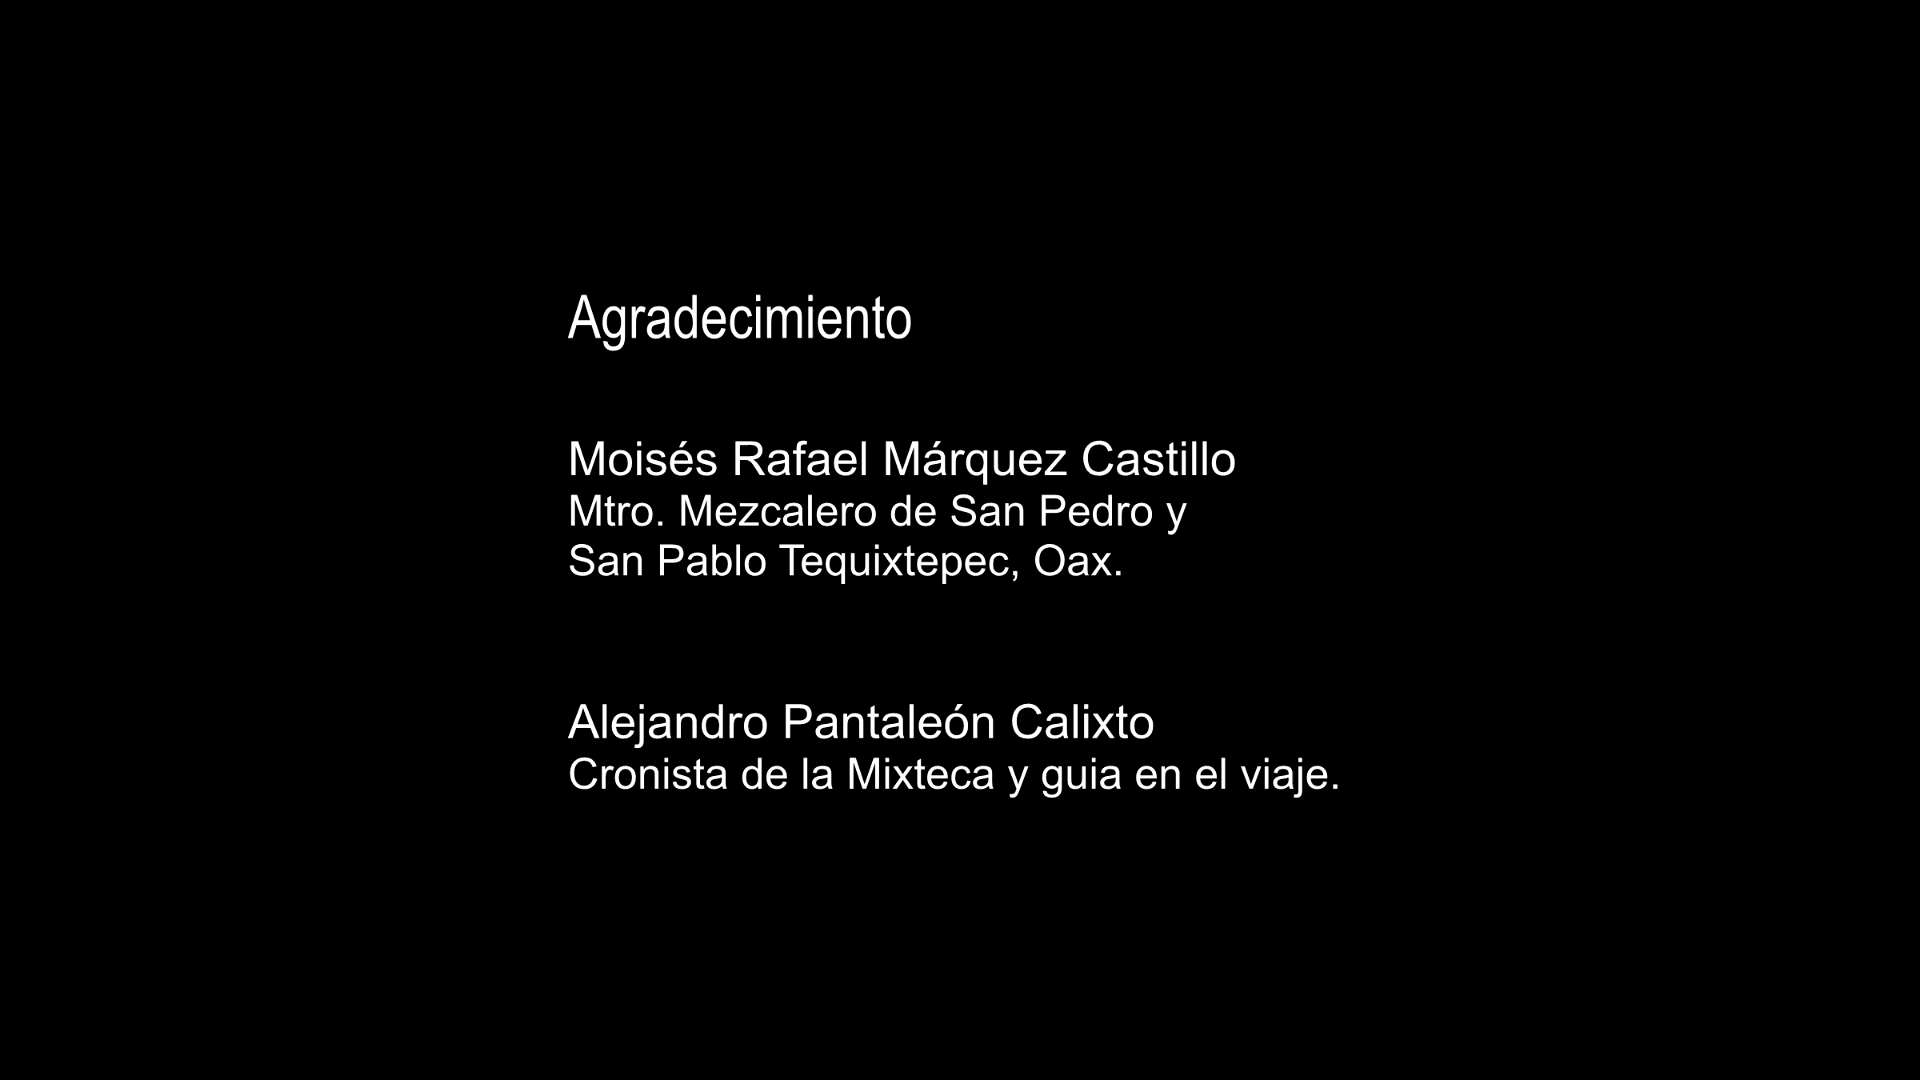 Agradecimiento
Moisés Rafael Márquez Castillo
Mtro. Mezcalero de San Pedro y
San Pablo Tequixtepec, Oax.
Alejandro Pantaleón Calixto
Cronista de la Mixteca y guia en el viaje.